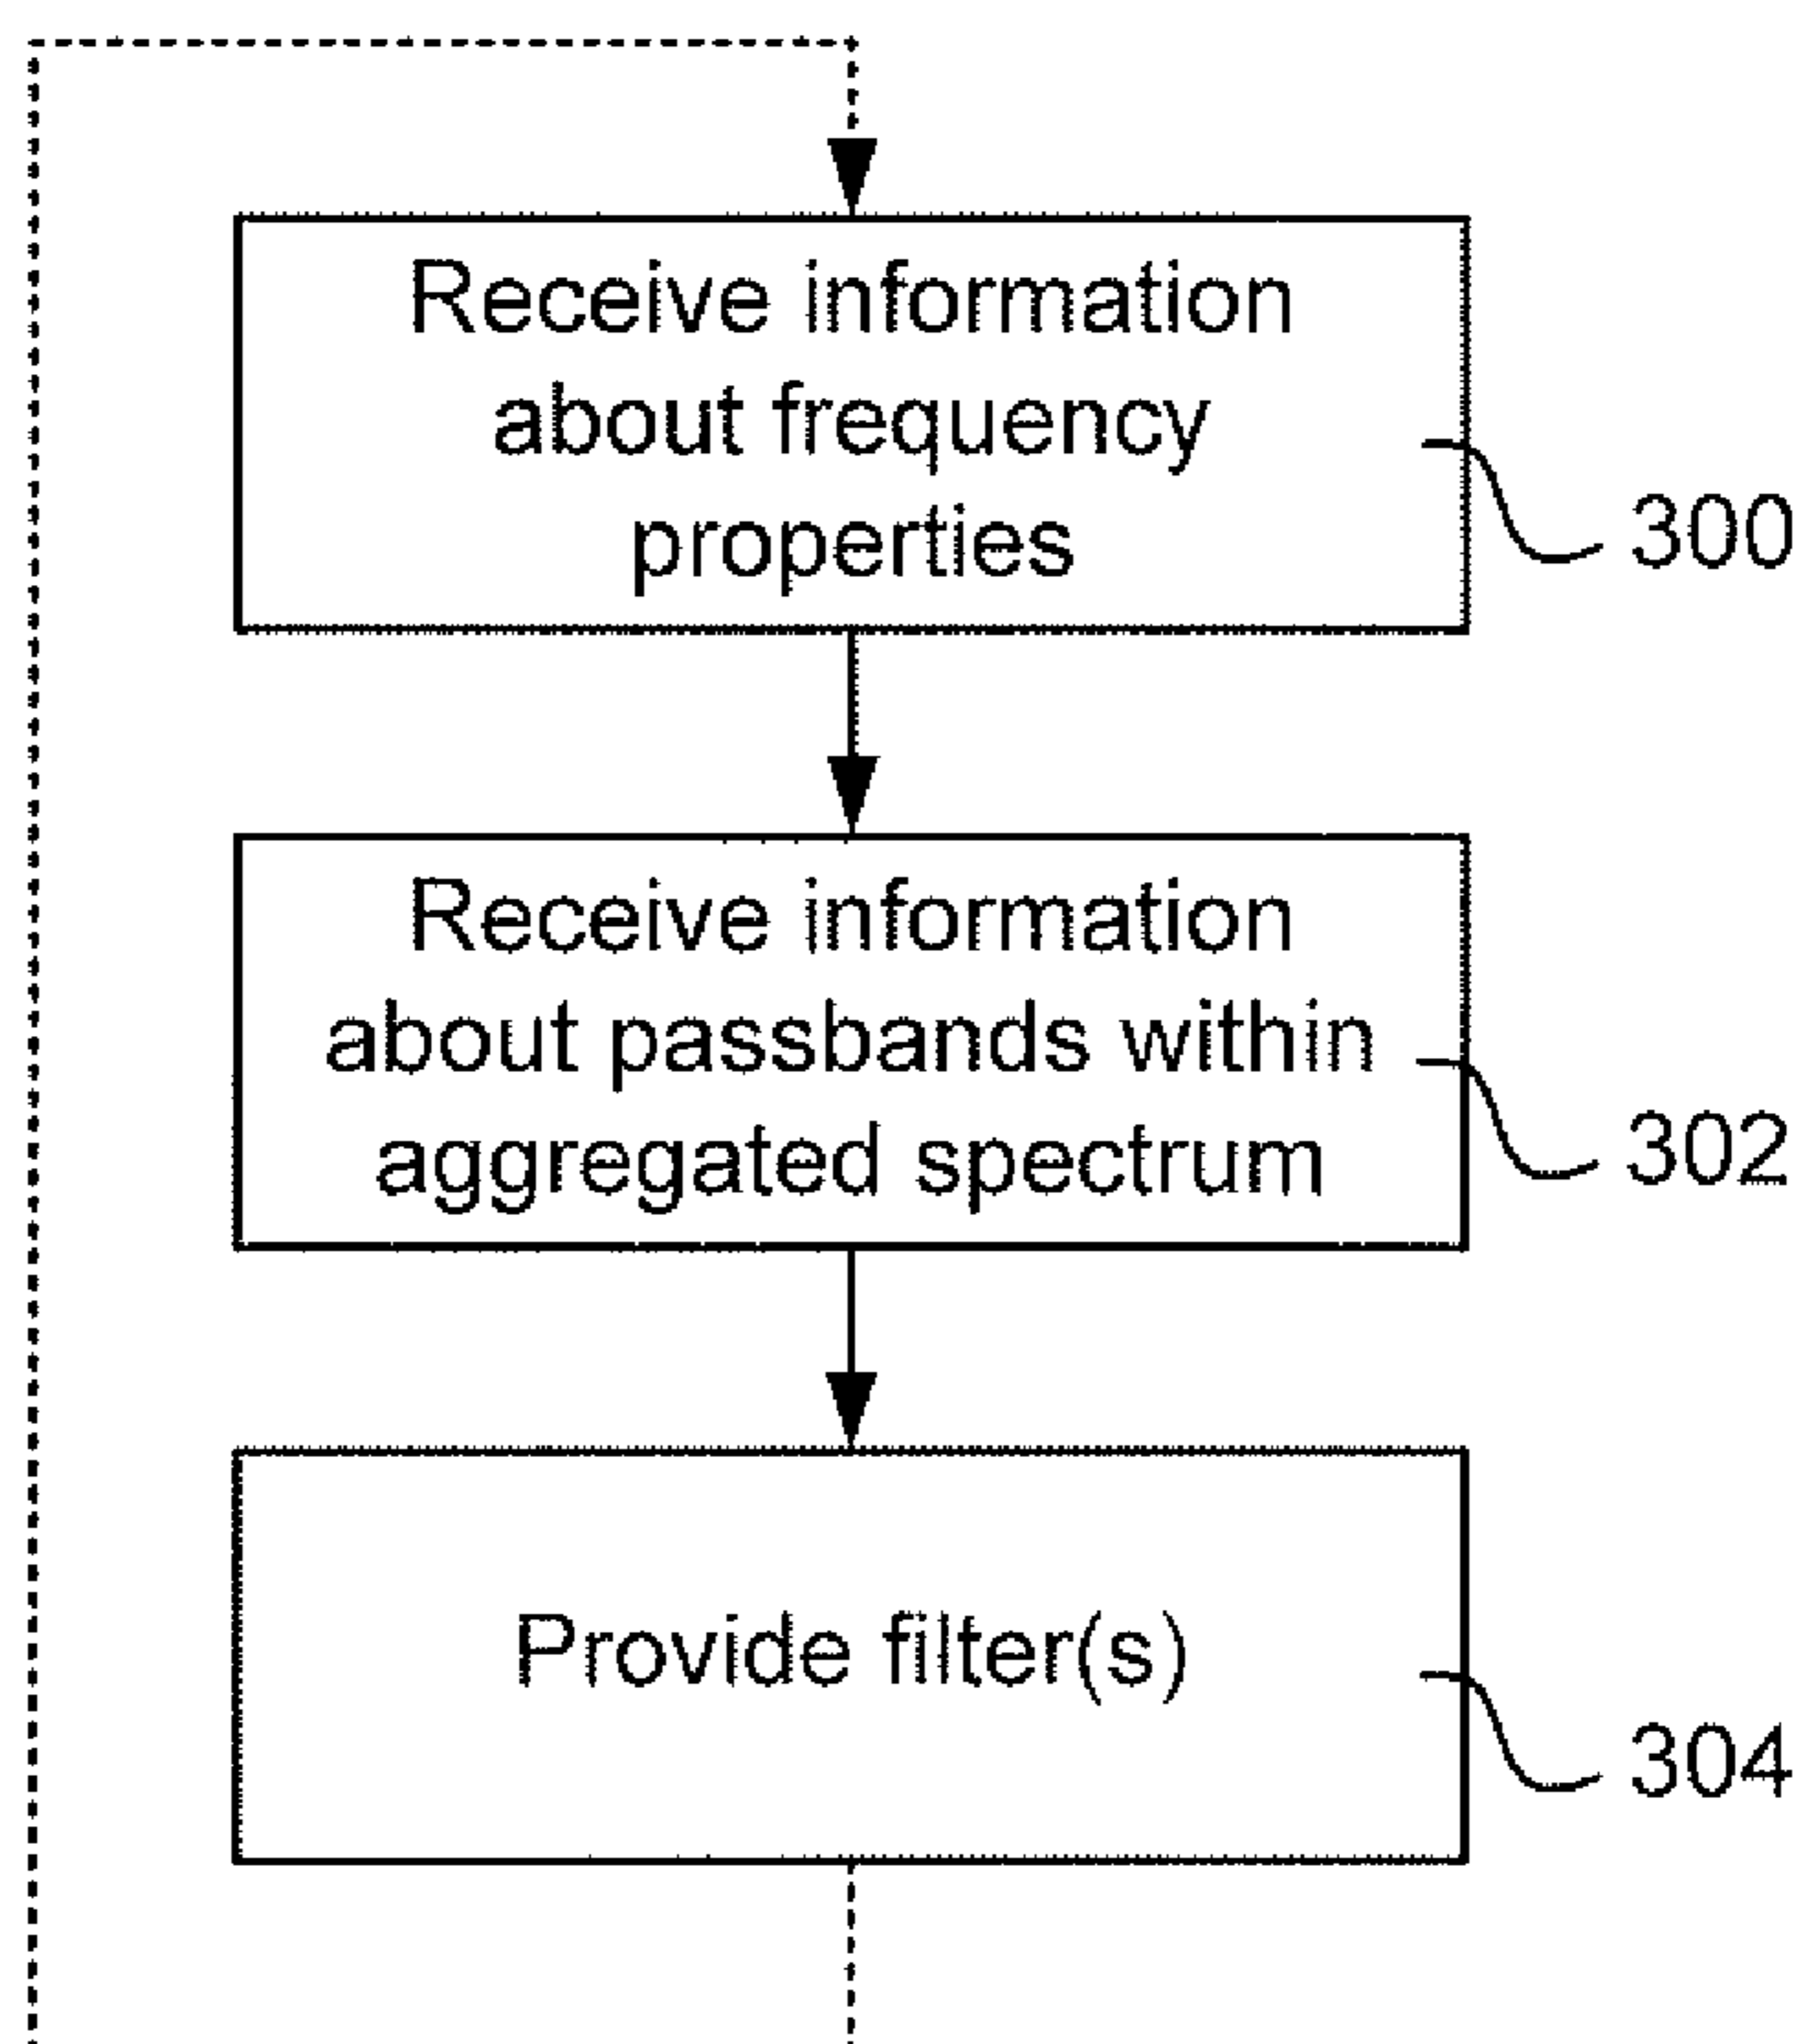 Receive information
about frequency
properties
300
Receive information
about passbands within
aggregated spectrum
302
Provide filter(s)
304